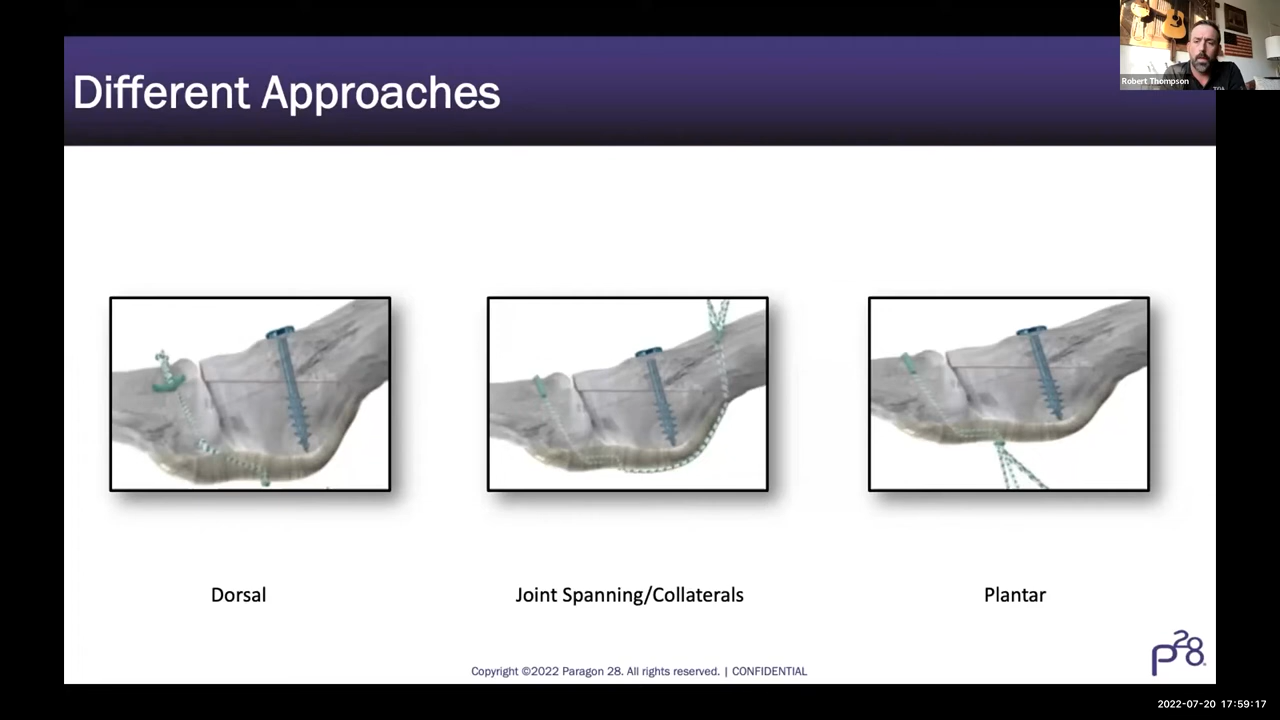 Different Approaches
Robert Thompson
Dorsal
Joint Spanning/Collaterals
Plantar
P28
Copyright ©2022 Paragon 28. All rights reserved. | CONFIDENTIAL
2022-07-20 17:59:17